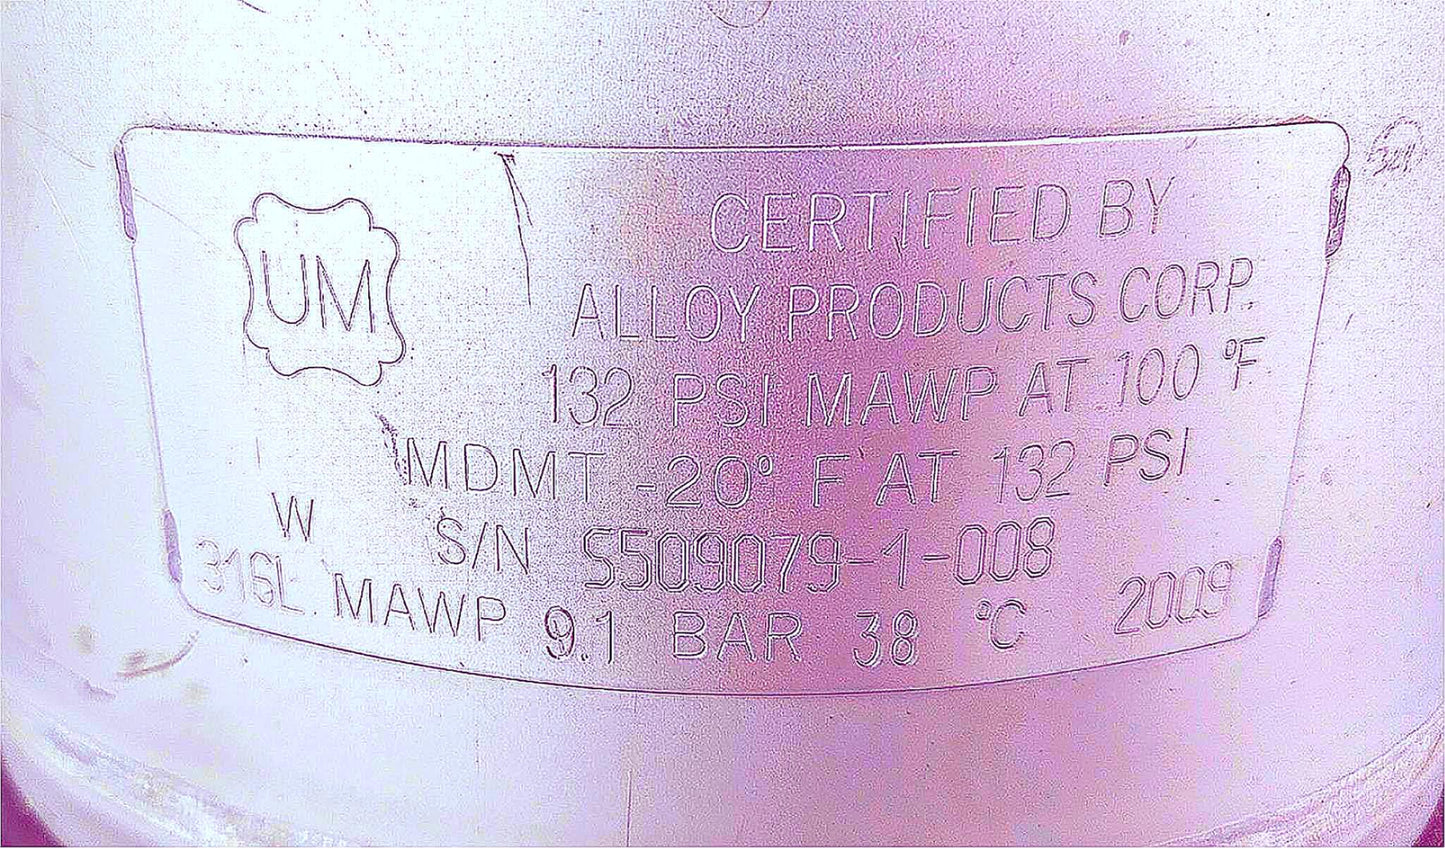 UM
CERTIFIED BY
ALLOY PRODUCTS CORP.
132 PSI MAWP AT 100 °F
MDMT -20° F AT 132 PSI
W
S/N S509079-1-008
316L MAWP 9.1 BAR 38 °C 2009